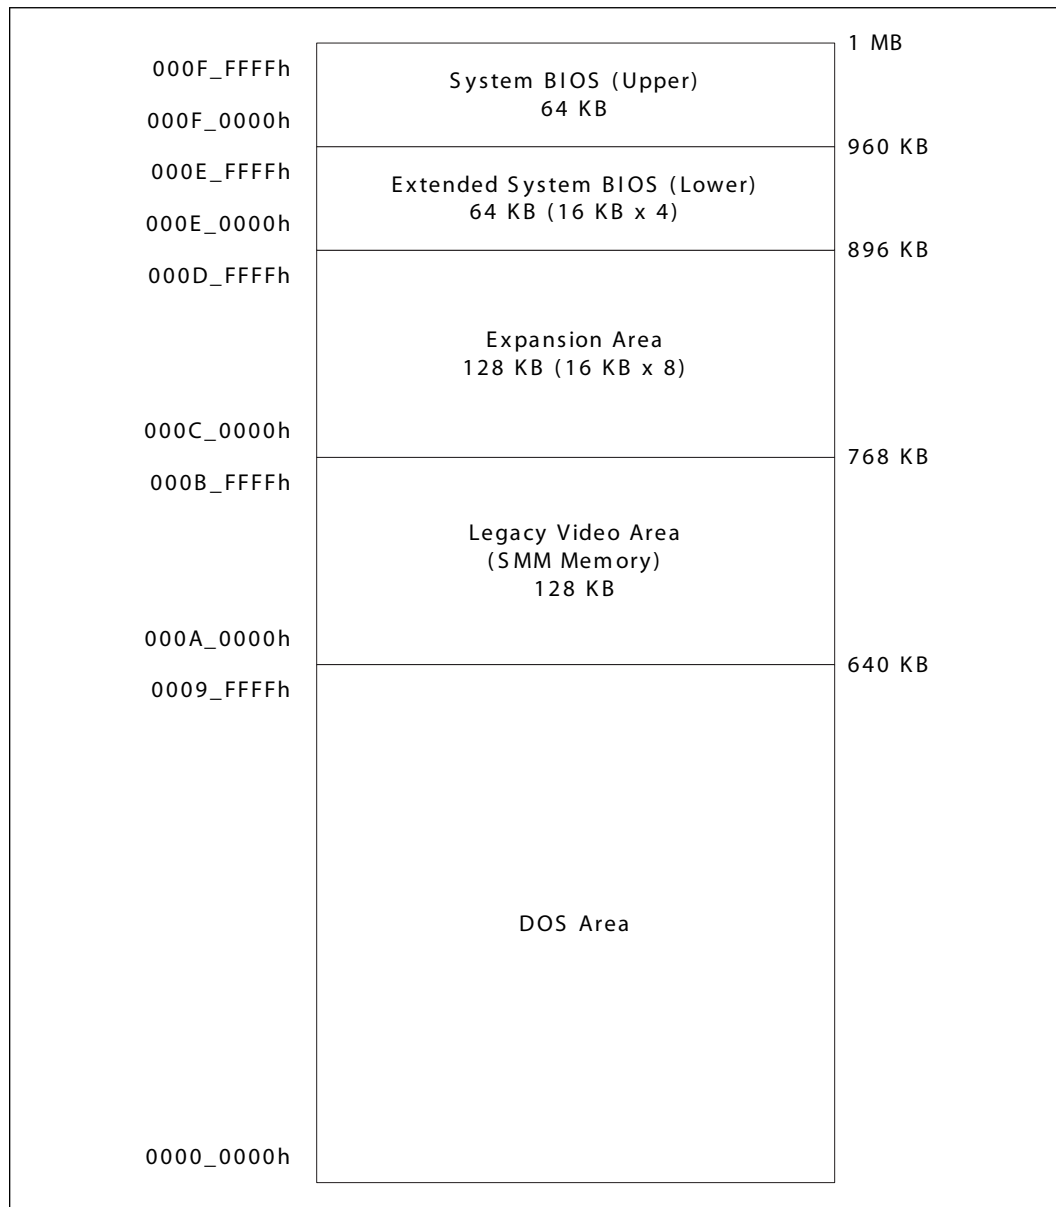 1 MB
000F_FFFFh
System BIOS (Upper)
64 KB
000F_0000h
960 KB
000E_FFFFh
Extended System BIOS (Lower)
64 KB (16 KB x 4)
000E_0000h
896 KB
000D_FFFFh
Expansion Area
128 KB (16 KB x 8)
000C_0000h
768 KB
000B_FFFFh
Legacy Video Area
(SMM Memory)
128 KB
000A_0000h
640 KB
0009_FFFFh
DOS Area
0000_0000h